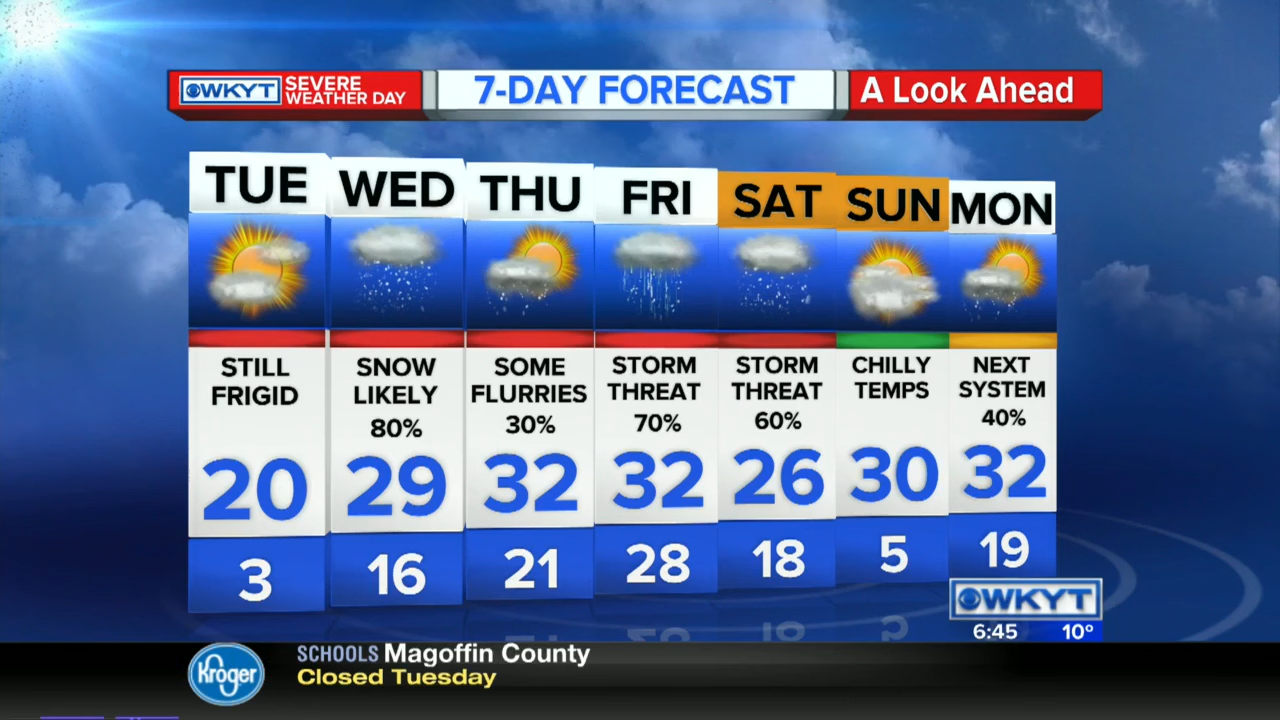 WKYT SEVERE WEATHER DAY
7-DAY FORECAST
A Look Ahead
TUE WED THU FRI SAT SUN MON
STILL FRIGID
SNOW LIKELY 80%
SOME FLURRIES 30%
STORM THREAT 70%
STORM THREAT 60%
CHILLY TEMPS
NEXT SYSTEM 40%
20 29 32 32 26 30 32
3 16 21 28 18 5 19
WKYT
6:45 10°
Kroger
SCHOOLS Magoffin County
Closed Tuesday